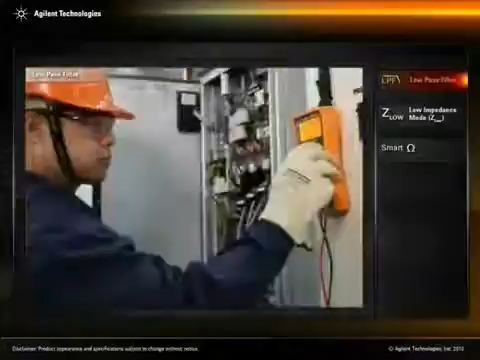 Agilent Technologies
Low Pass Filter
LPF Low Pass Filter
ZLOW Low Impedance
Mode (ZLOW)
Smart Ω
Disclaimer: Product appearance and specifications subject to change without notice.
© Agilent Technologies, Inc. 2010